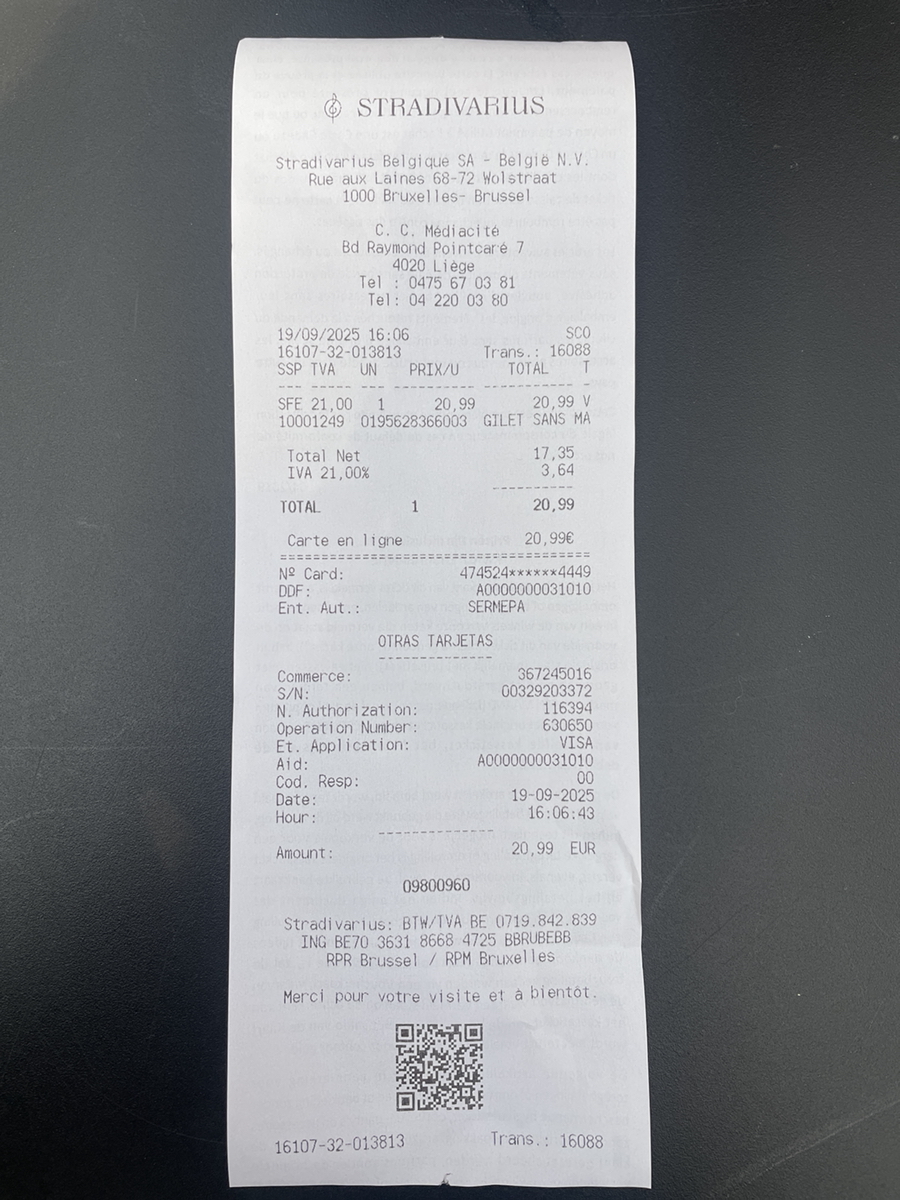 STRADIVARIUS
Stradivarius Belgique SA - België N.V.
Rue aux Laines 68-72 Wolstraat
1000 Bruxelles- Brussel
C. C. Médiacité
Bd Raymond Pointcaré 7
4020 Liège
Tel : 0475 67 03 81
Tel: 04 220 03 80
19/09/2025 16:06 SCO
16107-32-013813 Trans.: 16088
SSP TVA UN PRIX/U TOTAL T
--- ----- --- ---------- ----------- -
SFE 21,00 1 20,99 20,99 V
10001249 0195628366003 GILET SANS MA
Total Net 17,35
IVA 21,00% 3,64
----------
TOTAL 1 20,99
Carte en ligne 20,99€
======================================
Nº Card: 474524******4449
DDF: A0000000031010
Ent. Aut.: SERMEPA
OTRAS TARJETAS
--------------
Commerce: 367245016
S/N: 00329203372
N. Authorization: 116394
Operation Number: 630650
Et. Application: VISA
Aid: A0000000031010
Cod. Resp: 00
Date: 19-09-2025
Hour: 16:06:43
--------------
Amount: 20,99 EUR
09800960
Stradivarius: BTW/TVA BE 0719.842.839
ING BE70 3631 8668 4725 BBRUBEBB
RPR Brussel / RPM Bruxelles
Merci pour votre visite et à bientôt.
16107-32-013813 Trans.: 16088